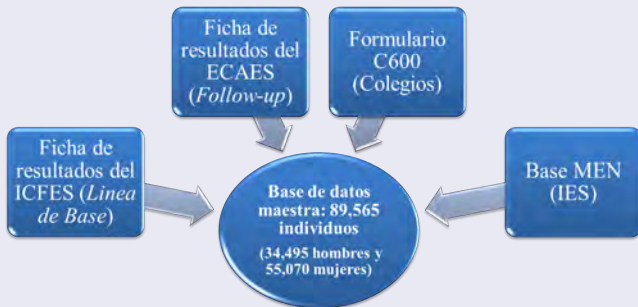 Ficha de
resultados del
ECAES
(Follow-up)
Formulario
C600
(Colegios)
Ficha de
resultados del
ICFES (Linea
de Base)
Base MEN
(IES)
Base de datos
maestra: 89,565
individuos
(34,495 hombres y
55,070 mujeres)